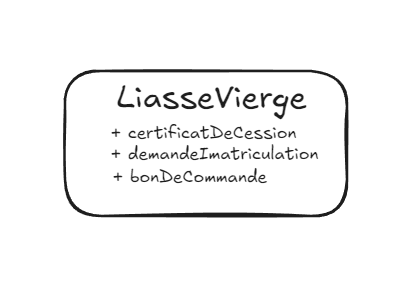 LiasseVierge
+ certificatDeCession
+ demandeImatriculation
+ bonDeCommande